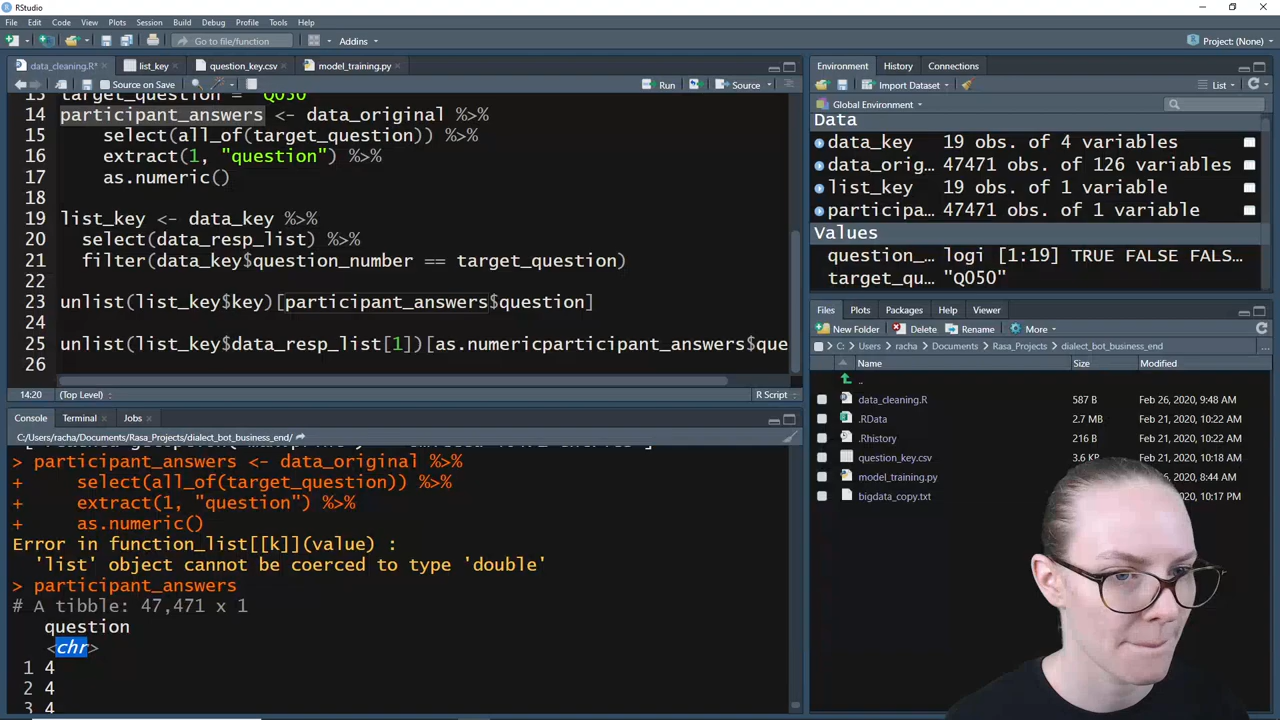 RStudio
File Edit Code View Plots Session Build Debug Profile Tools Help
Go to file/function Addins Project: (None)
data_cleaning.R* list_key question_key.csv model_training.py
Source on Save Run Source
13 target_question = "Q050"
14 participant_answers <- data_original %>%
15 select(all_of(target_question)) %>%
16 extract(1, "question") %>%
17 as.numeric()
18
19 list_key <- data_key %>%
20 select(data_resp_list) %>%
21 filter(data_key$question_number == target_question)
22
23 unlist(list_key$key)[participant_answers$question]
24
25 unlist(list_key$data_resp_list[1])[as.numericparticipant_answers$que
26
14:20 (Top Level) R Script
Console Terminal Jobs
C:/Users/racha/Documents/Rasa_Projects/dialect_bot_business_end/
> participant_answers <- data_original %>%
+ select(all_of(target_question)) %>%
+ extract(1, "question") %>%
+ as.numeric()
Error in function_list[[k]](value) :
'list' object cannot be coerced to type 'double'
> participant_answers
# A tibble: 47,471 x 1
question
<chr>
1 4
2 4
3 4
Environment History Connections
Import Dataset List
Global Environment
Data
data_key 19 obs. of 4 variables
data_orig… 47471 obs. of 126 variables
list_key 19 obs. of 1 variable
participa… 47471 obs. of 1 variable
Values
question_… logi [1:19] TRUE FALSE FALS…
target_qu… "Q050"
Files Plots Packages Help Viewer
New Folder Delete Rename More
C: Users racha Documents Rasa_Projects dialect_bot_business_end ...
Name Size Modified
..
data_cleaning.R 587 B Feb 26, 2020, 9:48 AM
.RData 2.7 MB Feb 21, 2020, 10:22 AM
.Rhistory 216 B Feb 21, 2020, 10:22 AM
question_key.csv 3.6 K Feb 21, 2020, 10:18 AM
model_training.py 6, 2020, 8:44 AM
bigdata_copy.txt 5, 2020, 10:17 PM